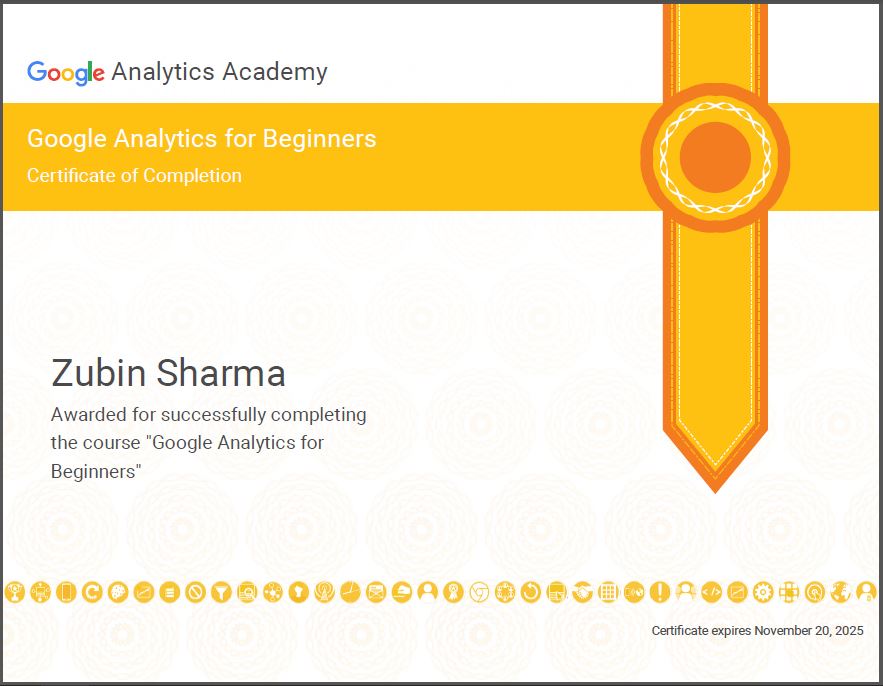 Google Analytics Academy
Google Analytics for Beginners
Certificate of Completion
Zubin Sharma
Awarded for successfully completing
the course "Google Analytics for
Beginners"
Certificate expires November 20, 2025